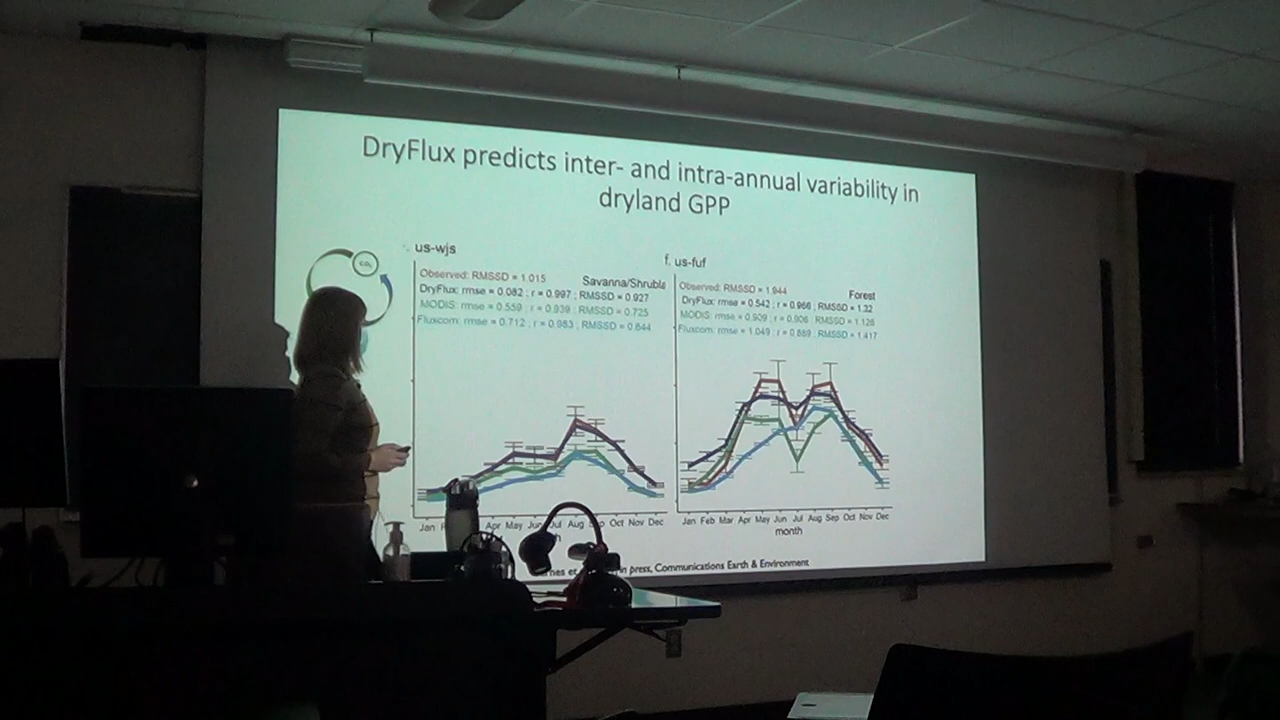 DryFlux predicts inter- and intra-annual variability in
dryland GPP
CO₂
us-wjs
Observed: RMSSD = 1.015
Savanna/Shrubla
DryFlux: rmse = 0.082 ; r = 0.997 ; RMSSD = 0.927
MODIS: rmse = 0.559 ; r = 0.939 ; RMSSD = 0.725
Fluxcom: rmse = 0.712 ; r = 0.983 ; RMSSD = 0.644
Jan
Apr May Jun Jul Aug Oct Nov Dec
f. us-fuf
Observed: RMSSD = 1.944
Forest
DryFlux: rmse = 0.542 ; r = 0.966 ; RMSSD = 1.32
MODIS: rmse = 0.909 ; r = 0.906 ; RMSSD = 1.126
Fluxcom: rmse = 1.049 ; r = 0.889 ; RMSSD = 1.417
Jan Feb Mar Apr May Jun Jul Aug Sep Oct Nov Dec
month
in press, Communications Earth & Environment